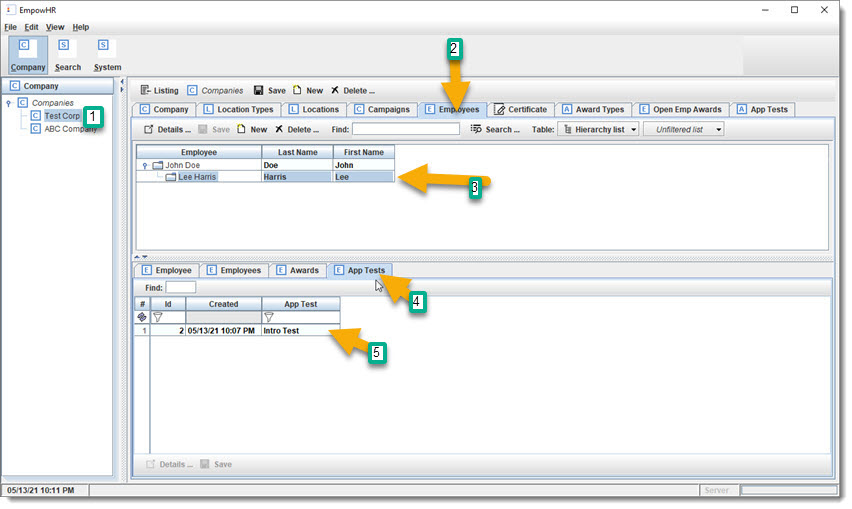 EmpowHR
File Edit View Help
C S S
Company Search System
2
C Company
Companies
C Test Corp 1
C ABC Company
Listing C Companies Save New Delete ...
C Company L Location Types L Locations C Campaigns E Employees Certificate A Award Types E Open Emp Awards A App Tests
Details ... Save New Delete ... Find: Search ... Table: Hierarchy list Unfiltered list
Employee Last Name First Name
John Doe Doe John
Lee Harris Harris Lee
3
E Employee E Employees E Awards E App Tests
4
Find:
# Id Created App Test
1 2 05/13/21 10:07 PM Intro Test
5
Details ... Save
05/13/21 10:11 PM Server